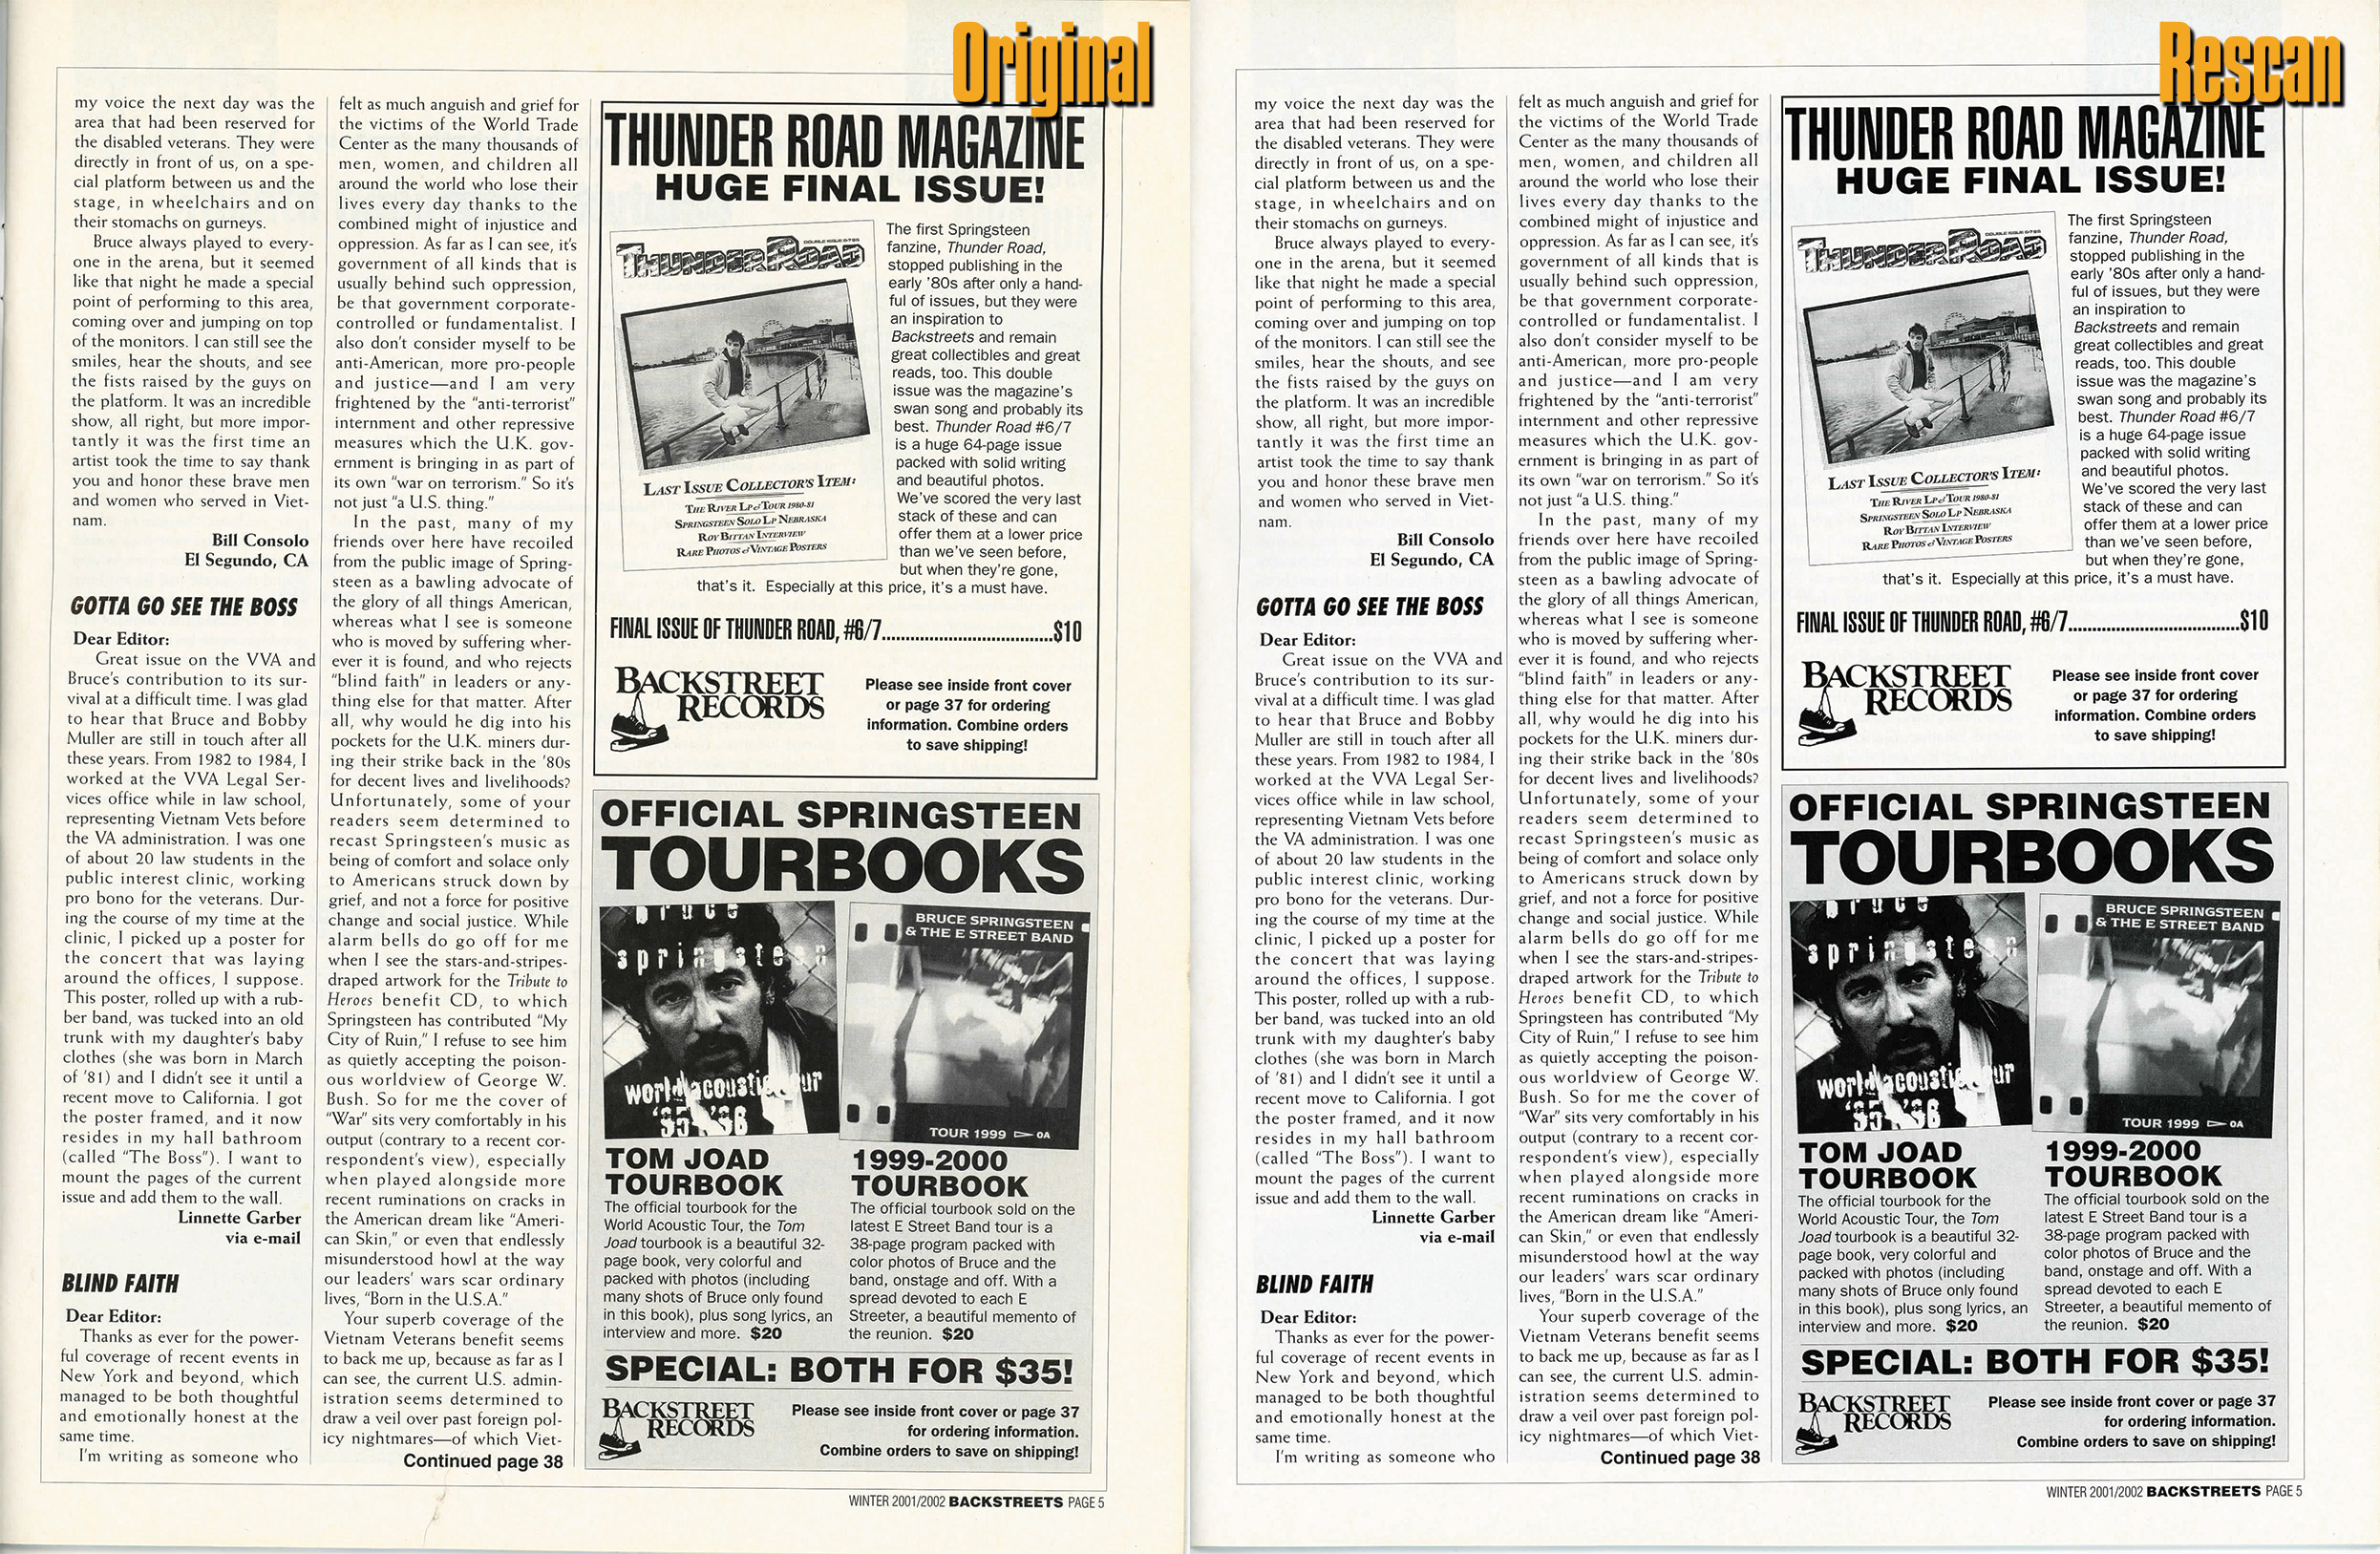 Original
my voice the next day was the
area that had been reserved for
the disabled veterans. They were
directly in front of us, on a spe-
cial platform between us and the
stage, in wheelchairs and on
their stomachs on gurneys.
Bruce always played to every-
one in the arena, but it seemed
like that night he made a special
point of performing to this area,
coming over and jumping on top
of the monitors. I can still see the
smiles, hear the shouts, and see
the fists raised by the guys on
the platform. It was an incredible
show, all right, but more impor-
tantly it was the first time an
artist took the time to say thank
you and honor these brave men
and women who served in Viet-
nam.
Bill Consolo
El Segundo, CA
GOTTA GO SEE THE BOSS
Dear Editor:
Great issue on the VVA and
Bruce's contribution to its sur-
vival at a difficult time. I was glad
to hear that Bruce and Bobby
Muller are still in touch after all
these years. From 1982 to 1984, I
worked at the VVA Legal Ser-
vices office while in law school,
representing Vietnam Vets before
the VA administration. I was one
of about 20 law students in the
public interest clinic, working
pro bono for the veterans. Dur-
ing the course of my time at the
clinic, I picked up a poster for
the concert that was laying
around the offices, I suppose.
This poster, rolled up with a rub-
ber band, was tucked into an old
trunk with my daughter's baby
clothes (she was born in March
of '81) and I didn't see it until a
recent move to California. I got
the poster framed, and it now
resides in my hall bathroom
(called "The Boss"). I want to
mount the pages of the current
issue and add them to the wall.
Linnette Garber
via e-mail
BLIND FAITH
Dear Editor:
Thanks as ever for the power-
ful coverage of recent events in
New York and beyond, which
managed to be both thoughtful
and emotionally honest at the
same time.
I'm writing as someone who
felt as much anguish and grief for
the victims of the World Trade
Center as the many thousands of
men, women, and children all
around the world who lose their
lives every day thanks to the
combined might of injustice and
oppression. As far as I can see, it's
government of all kinds that is
usually behind such oppression,
be that government corporate-
controlled or fundamentalist. I
also don't consider myself to be
anti-American, more pro-people
and justice—and I am very
frightened by the "anti-terrorist"
internment and other repressive
measures which the U.K. gov-
ernment is bringing in as part of
its own "war on terrorism." So it's
not just "a U.S. thing."
In the past, many of my
friends over here have recoiled
from the public image of Spring-
steen as a bawling advocate of
the glory of all things American,
whereas what I see is someone
who is moved by suffering wher-
ever it is found, and who rejects
"blind faith" in leaders or any-
thing else for that matter. After
all, why would he dig into his
pockets for the U.K. miners dur-
ing their strike back in the '80s
for decent lives and livelihoods?
Unfortunately, some of your
readers seem determined to
recast Springsteen's music as
being of comfort and solace only
to Americans struck down by
grief, and not a force for positive
change and social justice. While
alarm bells do go off for me
when I see the stars-and-stripes-
draped artwork for the Tribute to
Heroes benefit CD, to which
Springsteen has contributed "My
City of Ruin," I refuse to see him
as quietly accepting the poison-
ous worldview of George W.
Bush. So for me the cover of
"War" sits very comfortably in his
output (contrary to a recent cor-
respondent's view), especially
when played alongside more
recent ruminations on cracks in
the American dream like "Ameri-
can Skin," or even that endlessly
misunderstood howl at the way
our leaders' wars scar ordinary
lives, "Born in the U.S.A."
Your superb coverage of the
Vietnam Veterans benefit seems
to back me up, because as far as I
can see, the current U.S. admin-
istration seems determined to
draw a veil over past foreign pol-
icy nightmares—of which Viet-
Continued page 38
THUNDER ROAD MAGAZINE
HUGE FINAL ISSUE!
DOUBLE ISSUE 6-7 $5
THUNDER ROAD
LAST ISSUE COLLECTOR'S ITEM:
THE RIVER LP & TOUR 1980-81
SPRINGSTEEN SOLO LP NEBRASKA
ROY BITTAN INTERVIEW
RARE PHOTOS & VINTAGE POSTERS
The first Springsteen
fanzine, Thunder Road,
stopped publishing in the
early '80s after only a hand-
ful of issues, but they were
an inspiration to
Backstreets and remain
great collectibles and great
reads, too. This double
issue was the magazine's
swan song and probably its
best. Thunder Road #6/7
is a huge 64-page issue
packed with solid writing
and beautiful photos.
We've scored the very last
stack of these and can
offer them at a lower price
than we've seen before,
but when they're gone,
that's it. Especially at this price, it's a must have.
FINAL ISSUE OF THUNDER ROAD, #6/7...................................$10
BACKSTREET
RECORDS
Please see inside front cover
or page 37 for ordering
information. Combine orders
to save shipping!
OFFICIAL SPRINGSTEEN
TOURBOOKS
bruce
springsteen
world acoustic tour
'95 '96
BRUCE SPRINGSTEEN
& THE E STREET BAND
TOUR 1999 0A
TOM JOAD
TOURBOOK
The official tourbook for the
World Acoustic Tour, the Tom
Joad tourbook is a beautiful 32-
page book, very colorful and
packed with photos (including
many shots of Bruce only found
in this book), plus song lyrics, an
interview and more. $20
1999-2000
TOURBOOK
The official tourbook sold on the
latest E Street Band tour is a
38-page program packed with
color photos of Bruce and the
band, onstage and off. With a
spread devoted to each E
Streeter, a beautiful memento of
the reunion. $20
SPECIAL: BOTH FOR $35!
BACKSTREET
RECORDS
Please see inside front cover or page 37
for ordering information.
Combine orders to save on shipping!
WINTER 2001/2002 BACKSTREETS PAGE 5
Rescan
my voice the next day was the
area that had been reserved for
the disabled veterans. They were
directly in front of us, on a spe-
cial platform between us and the
stage, in wheelchairs and on
their stomachs on gurneys.
Bruce always played to every-
one in the arena, but it seemed
like that night he made a special
point of performing to this area,
coming over and jumping on top
of the monitors. I can still see the
smiles, hear the shouts, and see
the fists raised by the guys on
the platform. It was an incredible
show, all right, but more impor-
tantly it was the first time an
artist took the time to say thank
you and honor these brave men
and women who served in Viet-
nam.
Bill Consolo
El Segundo, CA
GOTTA GO SEE THE BOSS
Dear Editor:
Great issue on the VVA and
Bruce's contribution to its sur-
vival at a difficult time. I was glad
to hear that Bruce and Bobby
Muller are still in touch after all
these years. From 1982 to 1984, I
worked at the VVA Legal Ser-
vices office while in law school,
representing Vietnam Vets before
the VA administration. I was one
of about 20 law students in the
public interest clinic, working
pro bono for the veterans. Dur-
ing the course of my time at the
clinic, I picked up a poster for
the concert that was laying
around the offices, I suppose.
This poster, rolled up with a rub-
ber band, was tucked into an old
trunk with my daughter's baby
clothes (she was born in March
of '81) and I didn't see it until a
recent move to California. I got
the poster framed, and it now
resides in my hall bathroom
(called "The Boss"). I want to
mount the pages of the current
issue and add them to the wall.
Linnette Garber
via e-mail
BLIND FAITH
Dear Editor:
Thanks as ever for the power-
ful coverage of recent events in
New York and beyond, which
managed to be both thoughtful
and emotionally honest at the
same time.
I'm writing as someone who
felt as much anguish and grief for
the victims of the World Trade
Center as the many thousands of
men, women, and children all
around the world who lose their
lives every day thanks to the
combined might of injustice and
oppression. As far as I can see, it's
government of all kinds that is
usually behind such oppression,
be that government corporate-
controlled or fundamentalist. I
also don't consider myself to be
anti-American, more pro-people
and justice—and I am very
frightened by the "anti-terrorist"
internment and other repressive
measures which the U.K. gov-
ernment is bringing in as part of
its own "war on terrorism." So it's
not just "a U.S. thing."
In the past, many of my
friends over here have recoiled
from the public image of Spring-
steen as a bawling advocate of
the glory of all things American,
whereas what I see is someone
who is moved by suffering wher-
ever it is found, and who rejects
"blind faith" in leaders or any-
thing else for that matter. After
all, why would he dig into his
pockets for the U.K. miners dur-
ing their strike back in the '80s
for decent lives and livelihoods?
Unfortunately, some of your
readers seem determined to
recast Springsteen's music as
being of comfort and solace only
to Americans struck down by
grief, and not a force for positive
change and social justice. While
alarm bells do go off for me
when I see the stars-and-stripes-
draped artwork for the Tribute to
Heroes benefit CD, to which
Springsteen has contributed "My
City of Ruin," I refuse to see him
as quietly accepting the poison-
ous worldview of George W.
Bush. So for me the cover of
"War" sits very comfortably in his
output (contrary to a recent cor-
respondent's view), especially
when played alongside more
recent ruminations on cracks in
the American dream like "Ameri-
can Skin," or even that endlessly
misunderstood howl at the way
our leaders' wars scar ordinary
lives, "Born in the U.S.A."
Your superb coverage of the
Vietnam Veterans benefit seems
to back me up, because as far as I
can see, the current U.S. admin-
istration seems determined to
draw a veil over past foreign pol-
icy nightmares—of which Viet-
Continued page 38
THUNDER ROAD MAGAZINE
HUGE FINAL ISSUE!
DOUBLE ISSUE 6-7 $5
THUNDER ROAD
LAST ISSUE COLLECTOR'S ITEM:
THE RIVER LP & TOUR 1980-81
SPRINGSTEEN SOLO LP NEBRASKA
ROY BITTAN INTERVIEW
RARE PHOTOS & VINTAGE POSTERS
The first Springsteen
fanzine, Thunder Road,
stopped publishing in the
early '80s after only a hand-
ful of issues, but they were
an inspiration to
Backstreets and remain
great collectibles and great
reads, too. This double
issue was the magazine's
swan song and probably its
best. Thunder Road #6/7
is a huge 64-page issue
packed with solid writing
and beautiful photos.
We've scored the very last
stack of these and can
offer them at a lower price
than we've seen before,
but when they're gone,
that's it. Especially at this price, it's a must have.
FINAL ISSUE OF THUNDER ROAD, #6/7...................................$10
BACKSTREET
RECORDS
Please see inside front cover
or page 37 for ordering
information. Combine orders
to save shipping!
OFFICIAL SPRINGSTEEN
TOURBOOKS
bruce
springsteen
world acoustic tour
'95 '96
BRUCE SPRINGSTEEN
& THE E STREET BAND
TOUR 1999 0A
TOM JOAD
TOURBOOK
The official tourbook for the
World Acoustic Tour, the Tom
Joad tourbook is a beautiful 32-
page book, very colorful and
packed with photos (including
many shots of Bruce only found
in this book), plus song lyrics, an
interview and more. $20
1999-2000
TOURBOOK
The official tourbook sold on the
latest E Street Band tour is a
38-page program packed with
color photos of Bruce and the
band, onstage and off. With a
spread devoted to each E
Streeter, a beautiful memento of
the reunion. $20
SPECIAL: BOTH FOR $35!
BACKSTREET
RECORDS
Please see inside front cover or page 37
for ordering information.
Combine orders to save on shipping!
WINTER 2001/2002 BACKSTREETS PAGE 5